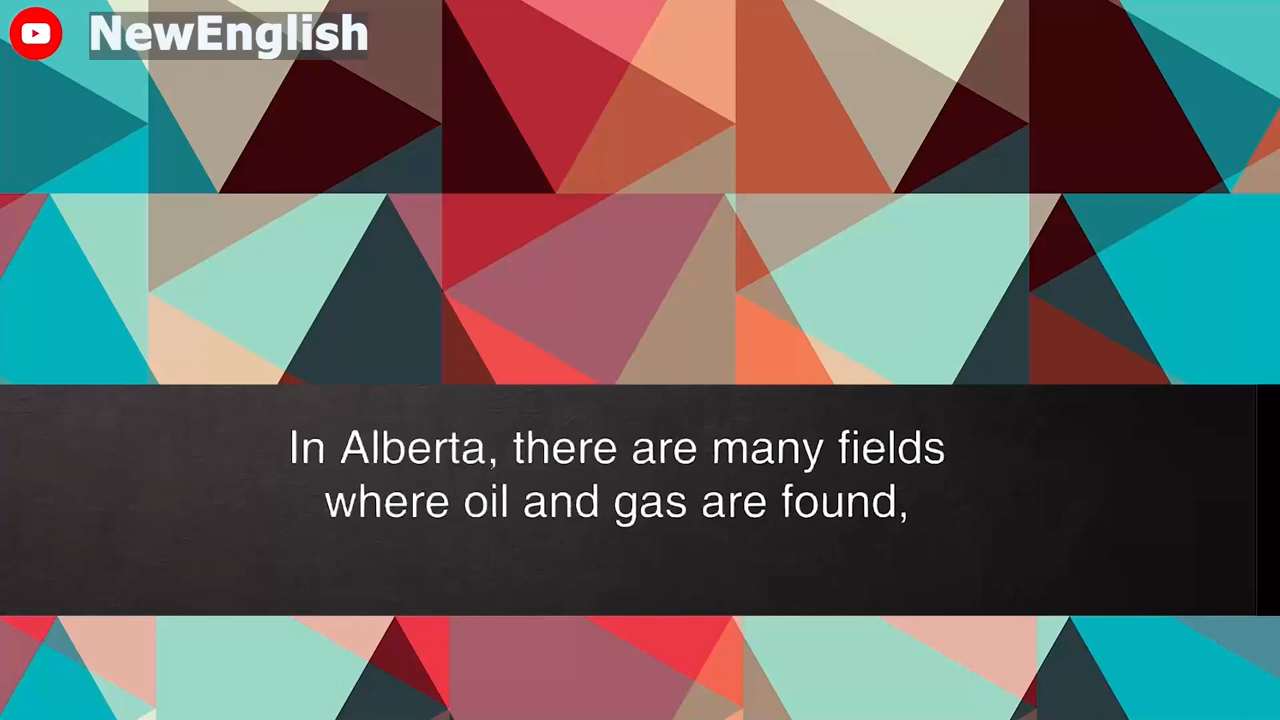 NewEnglish
In Alberta, there are many fields
where oil and gas are found,